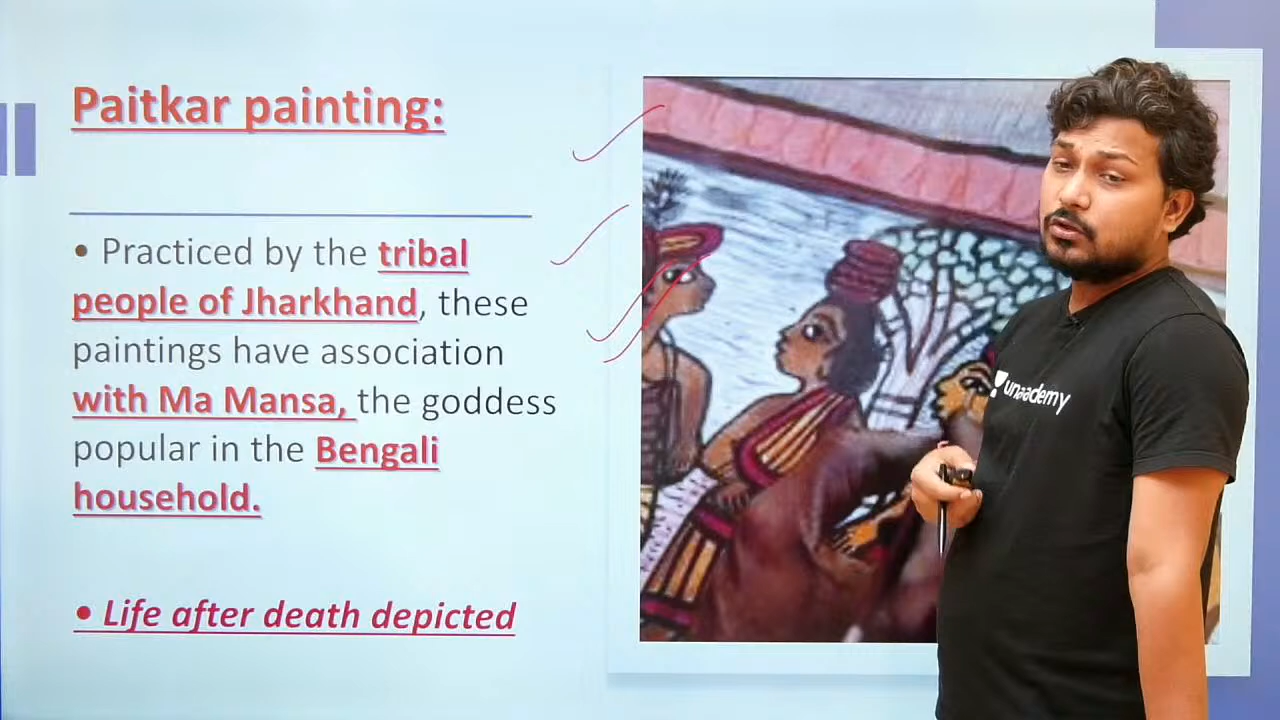 Paitkar painting:
• Practiced by the tribal
people of Jharkhand, these
paintings have association
with Ma Mansa, the goddess
popular in the Bengali
household.
• Life after death depicted
unacademy